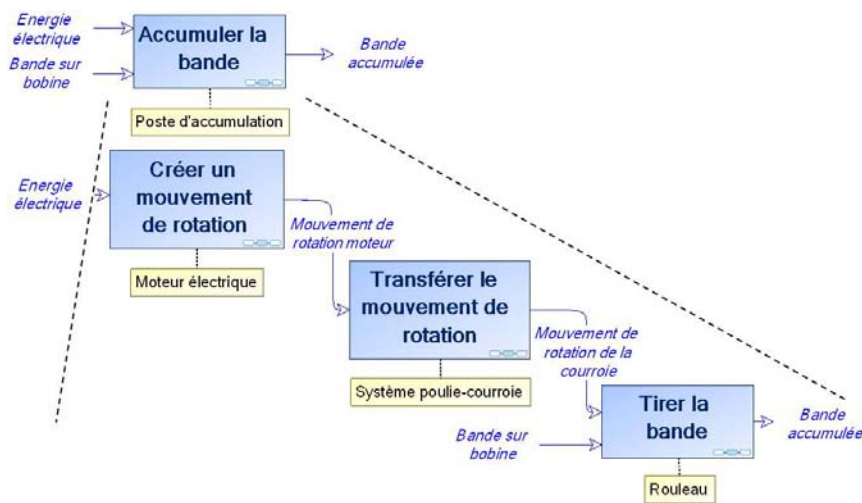 Energie
électrique
Bande sur
bobine
Accumuler la
bande
Bande
accumulée
Poste d'accumulation
Energie
électrique
Créer un
mouvement
de rotation
Mouvement de
rotation moteur
Moteur électrique
Transférer le
mouvement de
rotation
Mouvement de
rotation de la
courroie
Système poulie-courroie
Bande sur
bobine
Tirer la
bande
Bande
accumulée
Rouleau